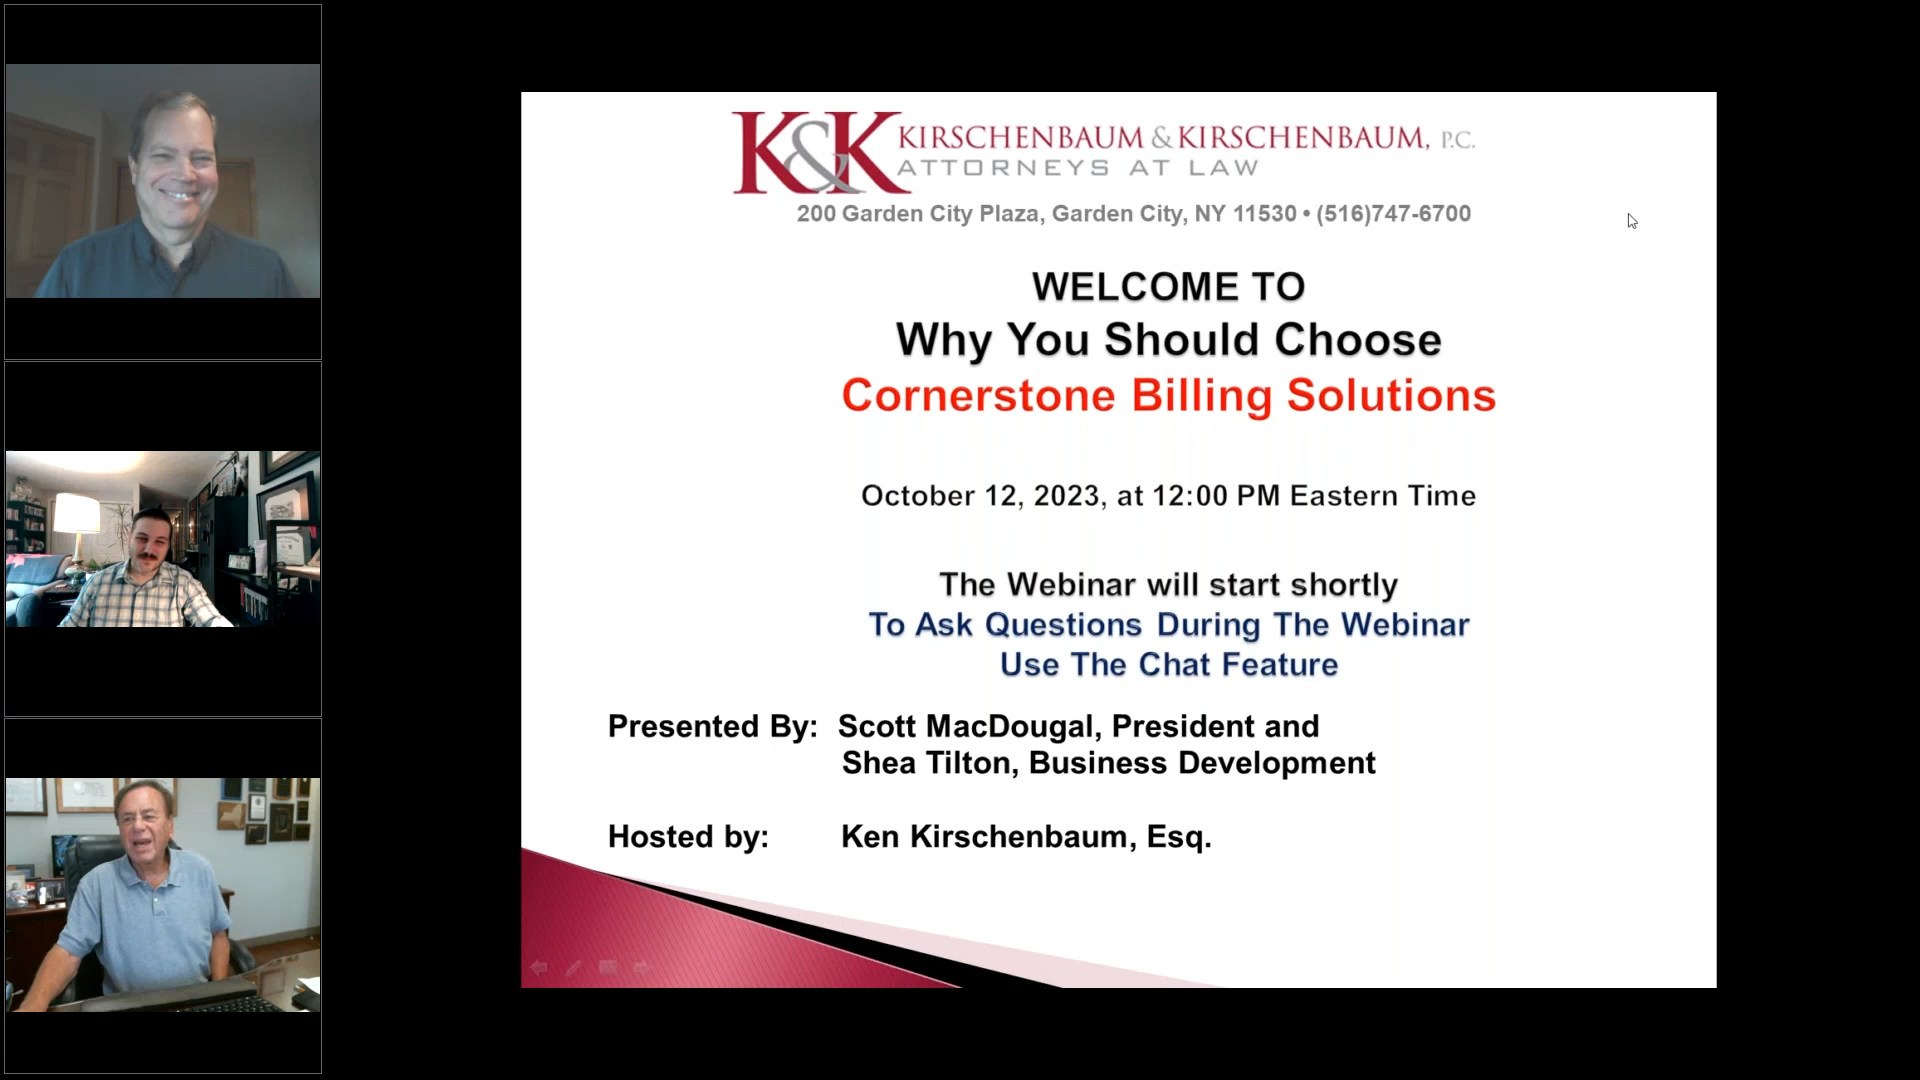 K&K KIRSCHENBAUM & KIRSCHENBAUM, P.C.
ATTORNEYS AT LAW
200 Garden City Plaza, Garden City, NY 11530 • (516)747-6700
WELCOME TO
Why You Should Choose
Cornerstone Billing Solutions
October 12, 2023, at 12:00 PM Eastern Time
The Webinar will start shortly
To Ask Questions During The Webinar
Use The Chat Feature
Presented By: Scott MacDougal, President and
Shea Tilton, Business Development
Hosted by: Ken Kirschenbaum, Esq.